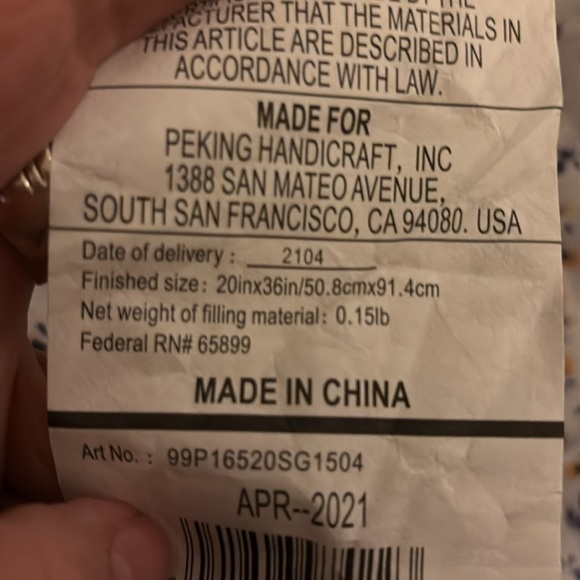 THAT THE MATERIALS IN
THIS ARTICLE ARE DESCRIBED IN
ACCORDANCE WITH LAW.
MADE FOR
PEKING HANDICRAFT, INC
1388 SAN MATEO AVENUE,
SOUTH SAN FRANCISCO, CA 94080. USA
Date of delivery : 2104
Finished size: 20inx36in/50.8cmx91.4cm
Net weight of filling material: 0.15lb
Federal RN# 65899
MADE IN CHINA
Art No. : 99P16520SG1504
APR--2021